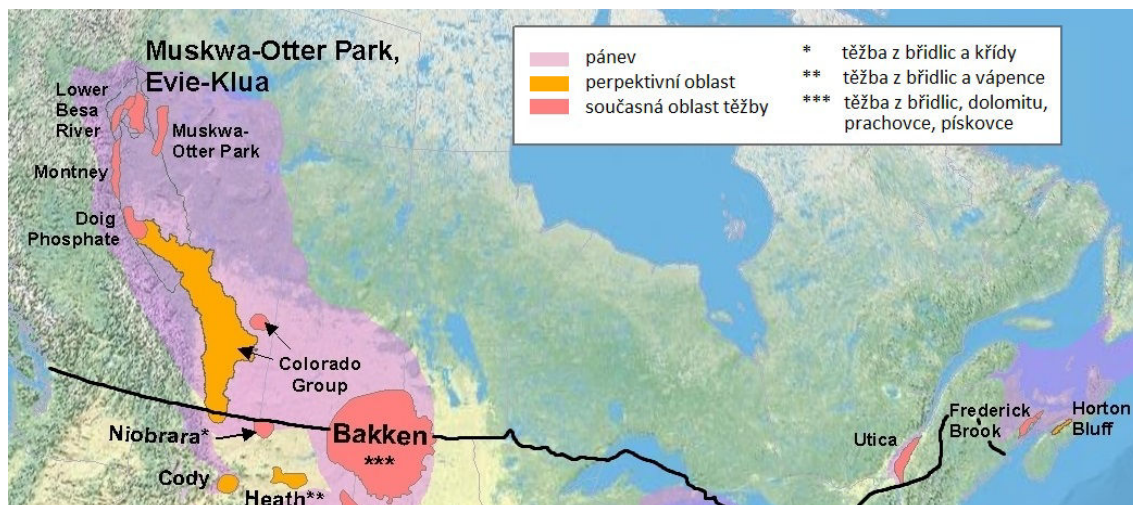 Muskwa-Otter Park,
Evie-Klua
Lower
Besa
River
Muskwa-
Otter Park
Montney
Doig
Phosphate
Colorado
Group
Niobrara*
Bakken
***
Cody
Heath**
pánev
perpektivní oblast
současná oblast těžby
* těžba z břidlic a křídy
** těžba z břidlic a vápence
*** těžba z břidlic, dolomitu,
prachovce, pískovce
Utica
Frederick
Brook
Horton
Bluff